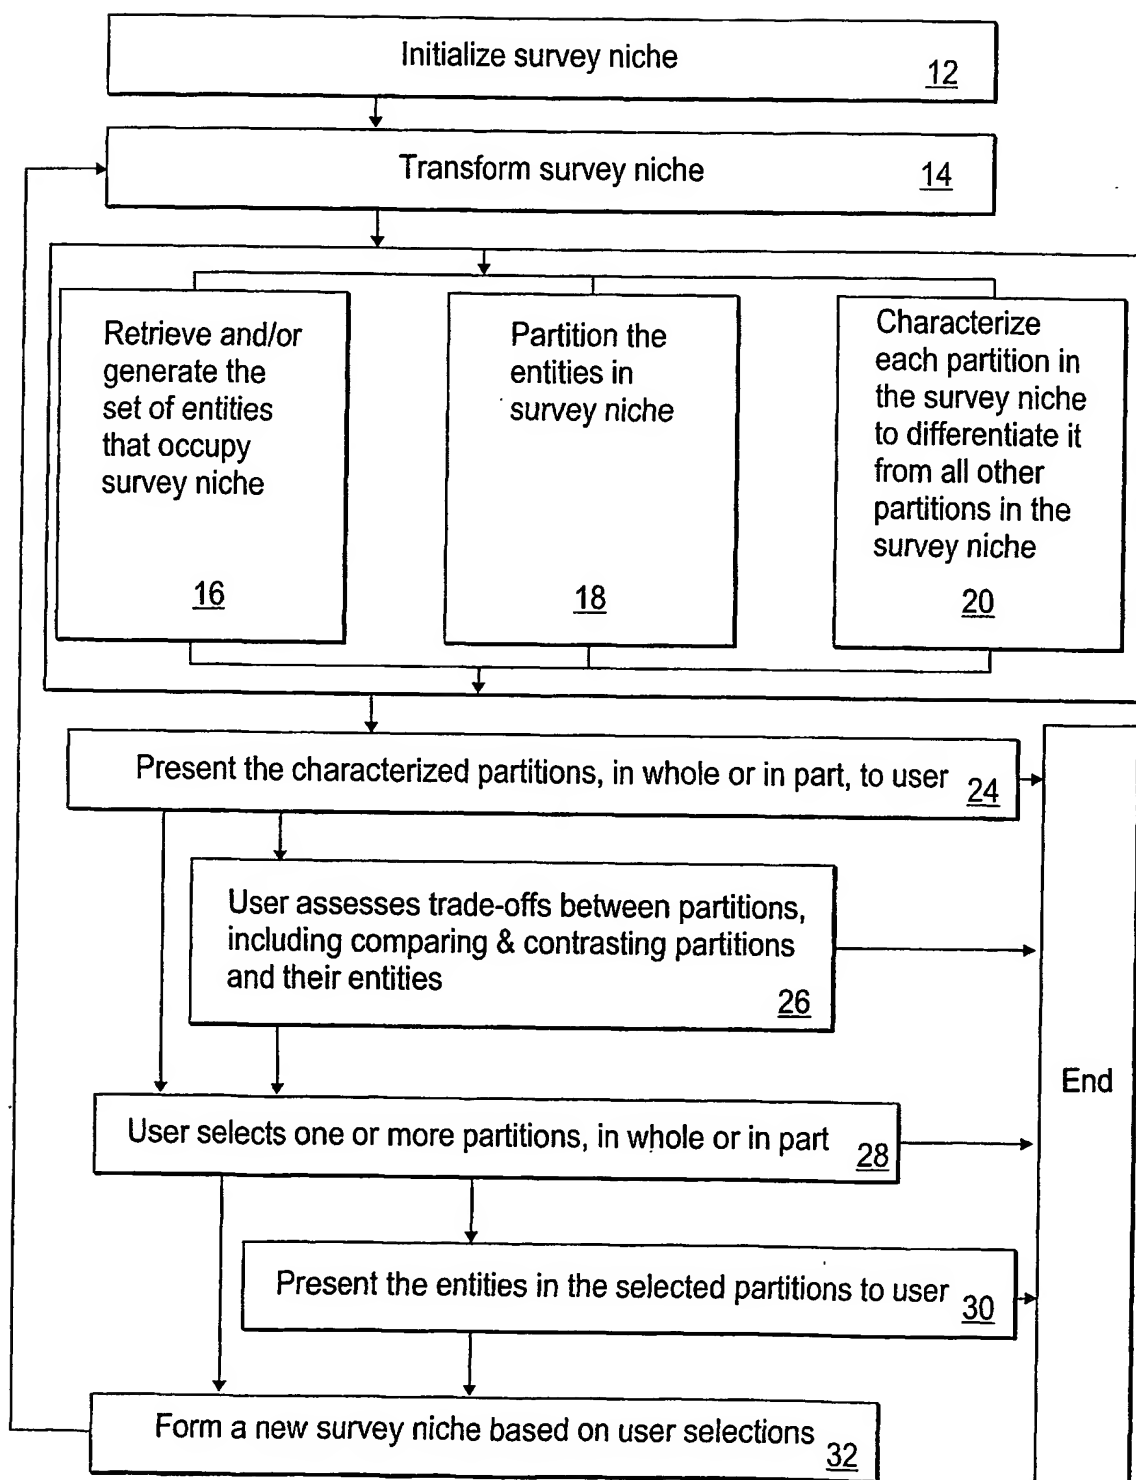 Initialize survey niche
12
Transform survey niche
14
Retrieve and/or
generate the
set of entities
that occupy
survey niche
16
Partition the
entities in
survey niche
18
Characterize
each partition in
the survey niche
to differentiate it
from all other
partitions in the
survey niche
20
Present the characterized partitions, in whole or in part, to user
24
User assesses trade-offs between partitions,
including comparing & contrasting partitions
and their entities
26
End
User selects one or more partitions, in whole or in part
28
Present the entities in the selected partitions to user
30
Form a new survey niche based on user selections
32